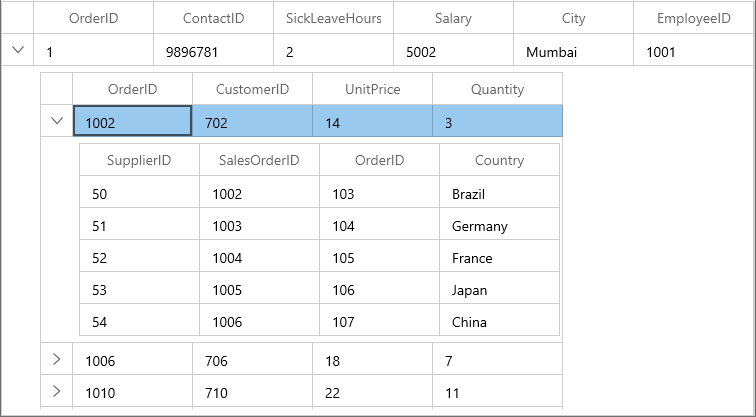 OrderID ContactID SickLeaveHours Salary City EmployeeID
1 9896781 2 5002 Mumbai 1001
OrderID CustomerID UnitPrice Quantity
1002 702 14 3
SupplierID SalesOrderID OrderID Country
50 1002 103 Brazil
51 1003 104 Germany
52 1004 105 France
53 1005 106 Japan
54 1006 107 China
1006 706 18 7
1010 710 22 11